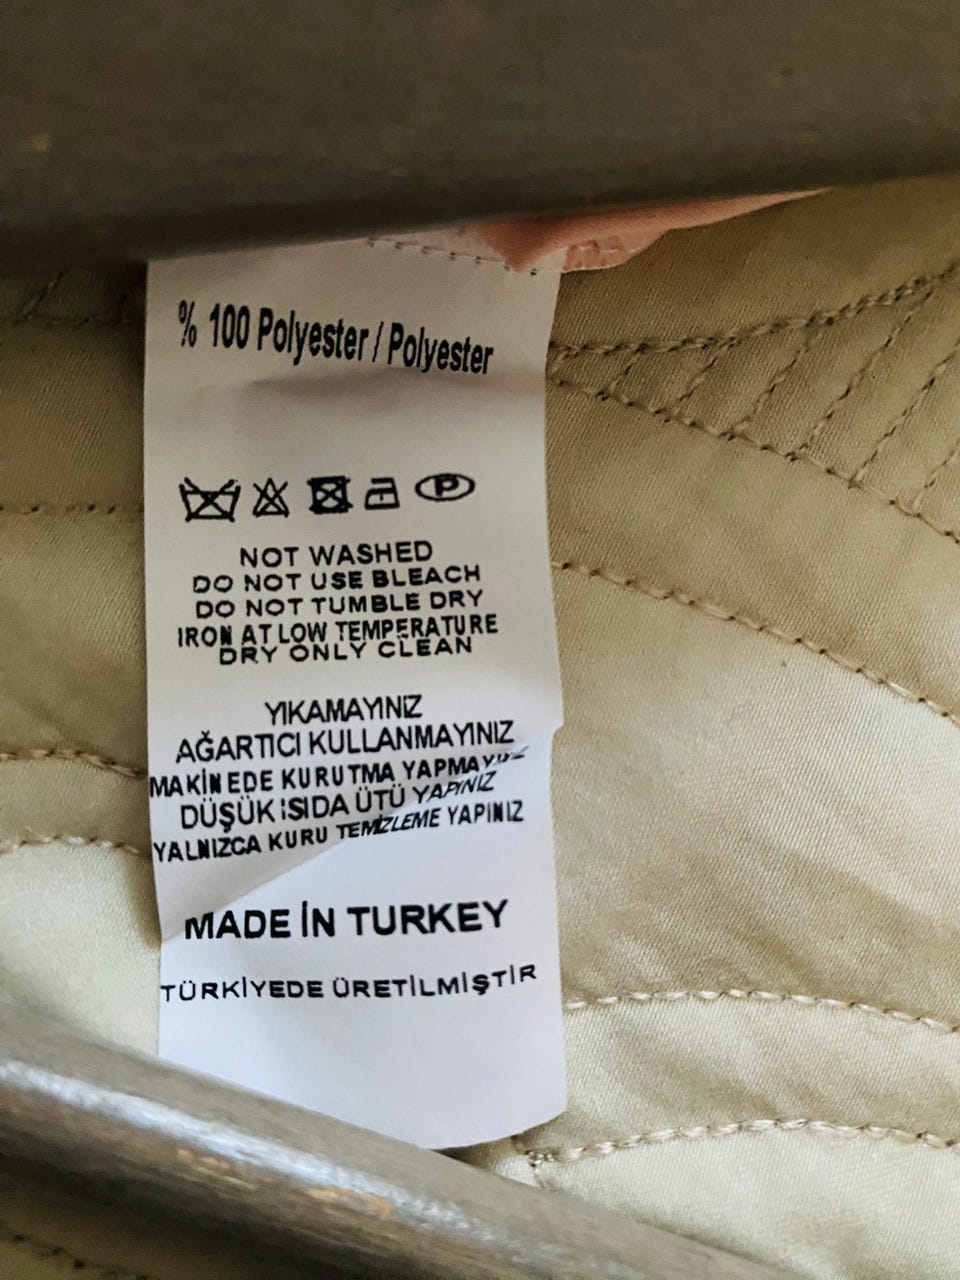 % 100 Polyester / Polyester
P
NOT WASHED
DO NOT USE BLEACH
DO NOT TUMBLE DRY
IRON AT LOW TEMPERATURE
DRY ONLY CLEAN
YIKAMAYINIZ
AĞARTICI KULLANMAYINIZ
MAKİNEDE KURUTMA YAPMAYINIZ
DÜŞÜK ISIDA ÜTÜ YAPINIZ
YALNIZCA KURU TEMİZLEME YAPINIZ
MADE İN TURKEY
TÜRKİYEDE ÜRETİLMİŞTİR